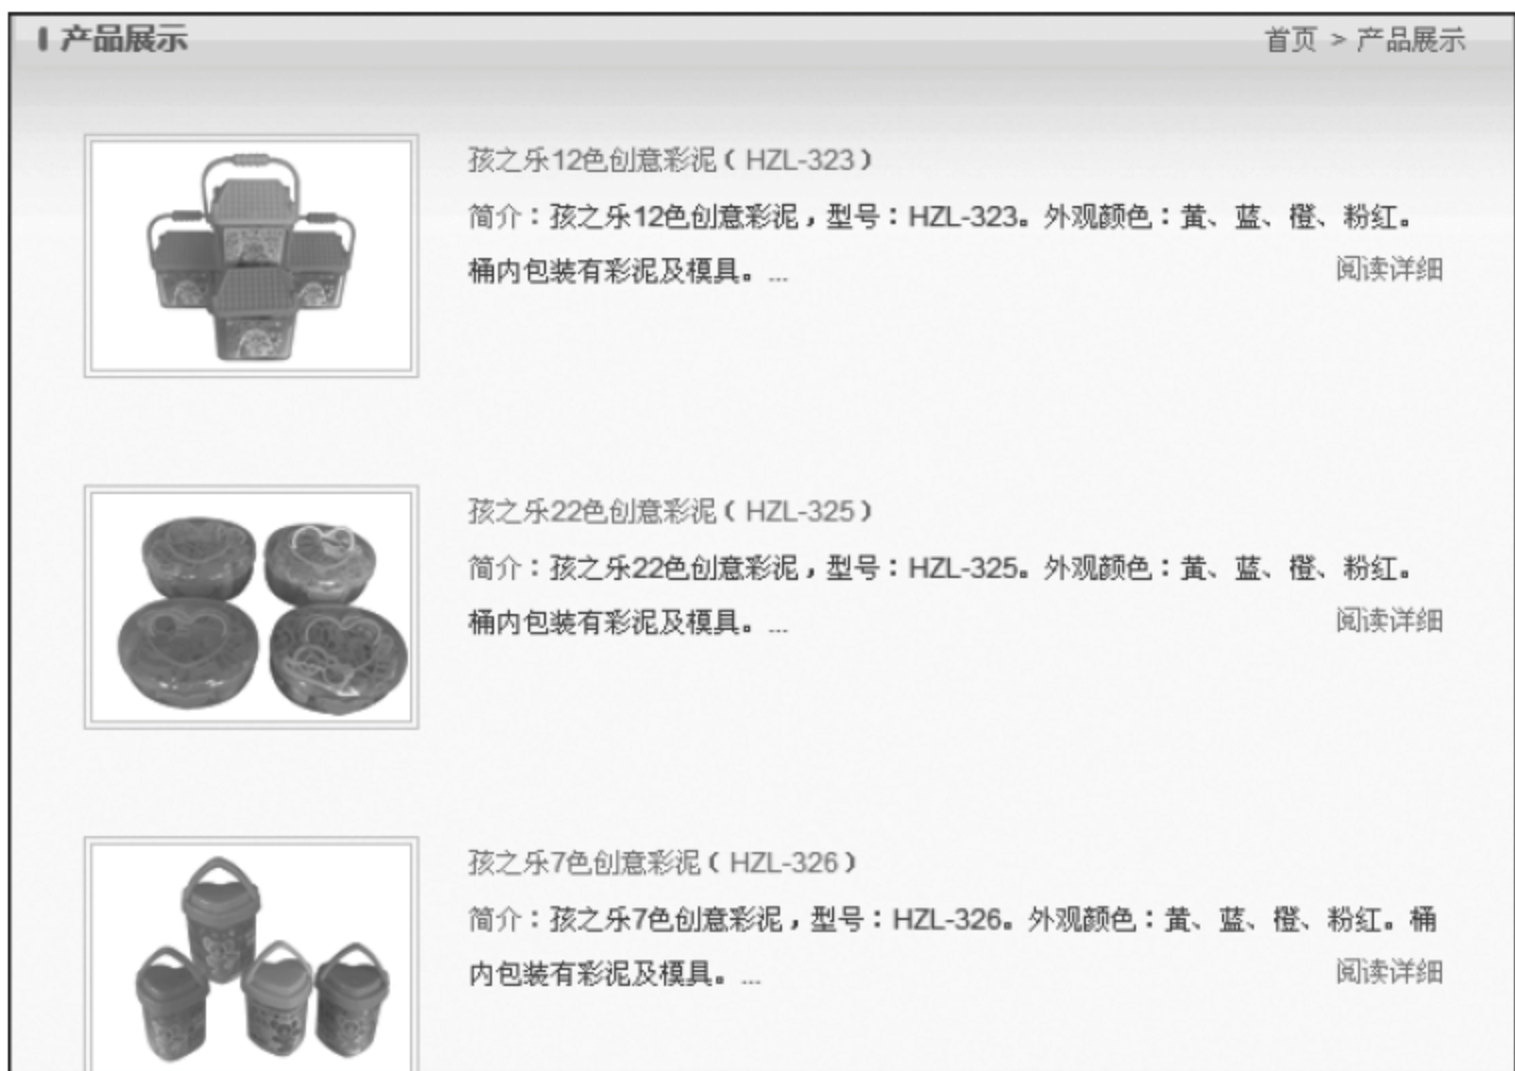 产品展示
首页 > 产品展示
孩之乐12色创意彩泥（HZL-323）
简介：孩之乐12色创意彩泥，型号：HZL-323。外观颜色：黄、蓝、橙、粉红。
桶内包装有彩泥及模具。...
阅读详细
孩之乐22色创意彩泥（HZL-325）
简介：孩之乐22色创意彩泥，型号：HZL-325。外观颜色：黄、蓝、橙、粉红。
桶内包装有彩泥及模具。...
阅读详细
孩之乐7色创意彩泥（HZL-326）
简介：孩之乐7色创意彩泥，型号：HZL-326。外观颜色：黄、蓝、橙、粉红。桶
内包装有彩泥及模具。...
阅读详细